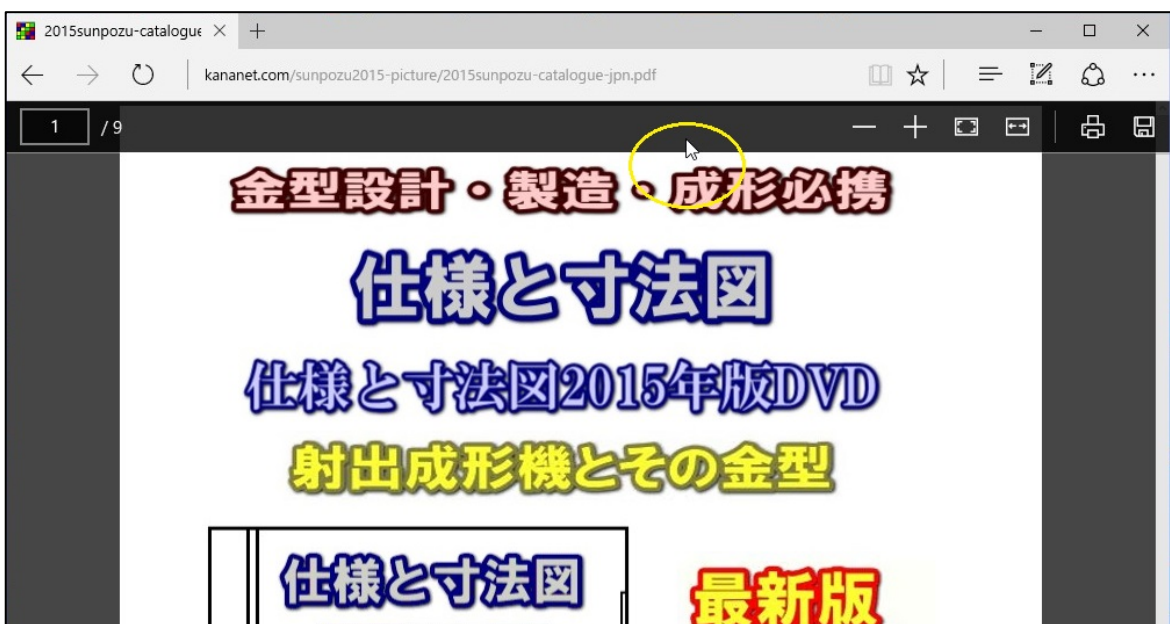 2015sunpozu-catalogue
kananet.com/sunpozu2015-picture/2015sunpozu-catalogue-jpn.pdf
1 / 9
金型設計・製造・成形必携
仕様と寸法図
仕様と寸法図2015年版DVD
射出成形機とその金型
仕様と寸法図
最新版